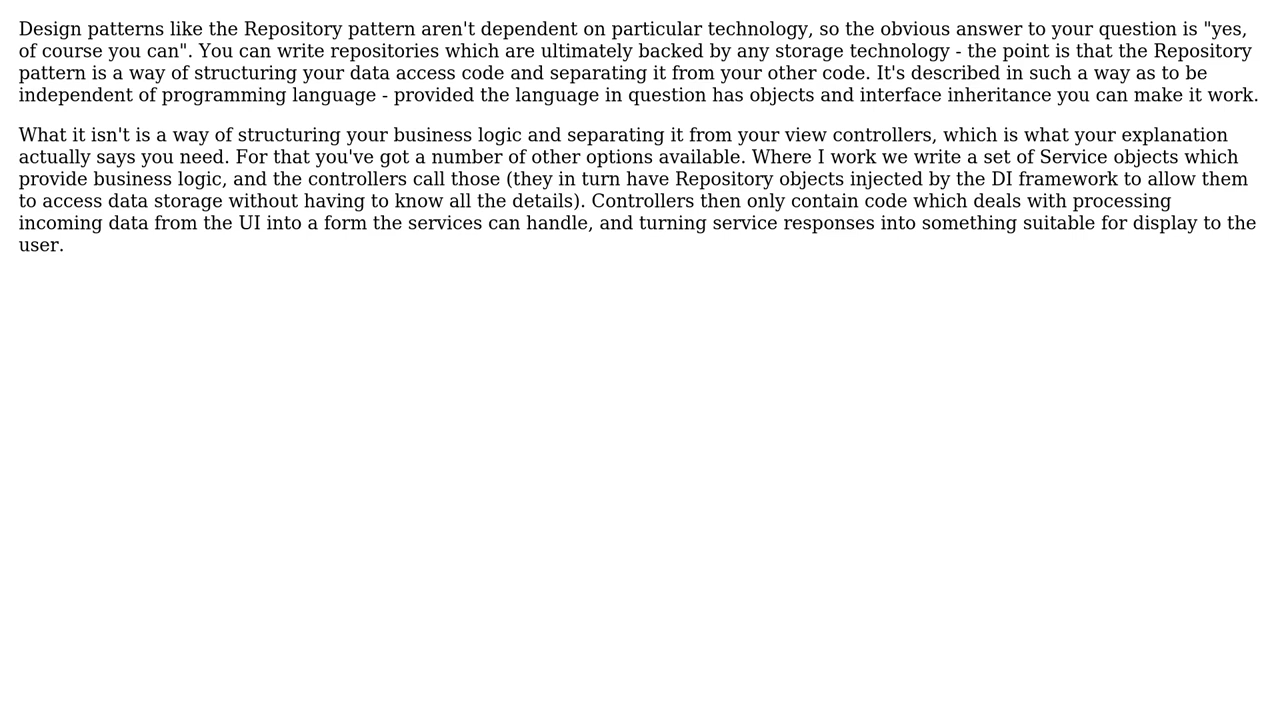 Design patterns like the Repository pattern aren't dependent on particular technology, so the obvious answer to your question is "yes,
of course you can". You can write repositories which are ultimately backed by any storage technology - the point is that the Repository
pattern is a way of structuring your data access code and separating it from your other code. It's described in such a way as to be
independent of programming language - provided the language in question has objects and interface inheritance you can make it work.
What it isn't is a way of structuring your business logic and separating it from your view controllers, which is what your explanation
actually says you need. For that you've got a number of other options available. Where I work we write a set of Service objects which
provide business logic, and the controllers call those (they in turn have Repository objects injected by the DI framework to allow them
to access data storage without having to know all the details). Controllers then only contain code which deals with processing
incoming data from the UI into a form the services can handle, and turning service responses into something suitable for display to the
user.